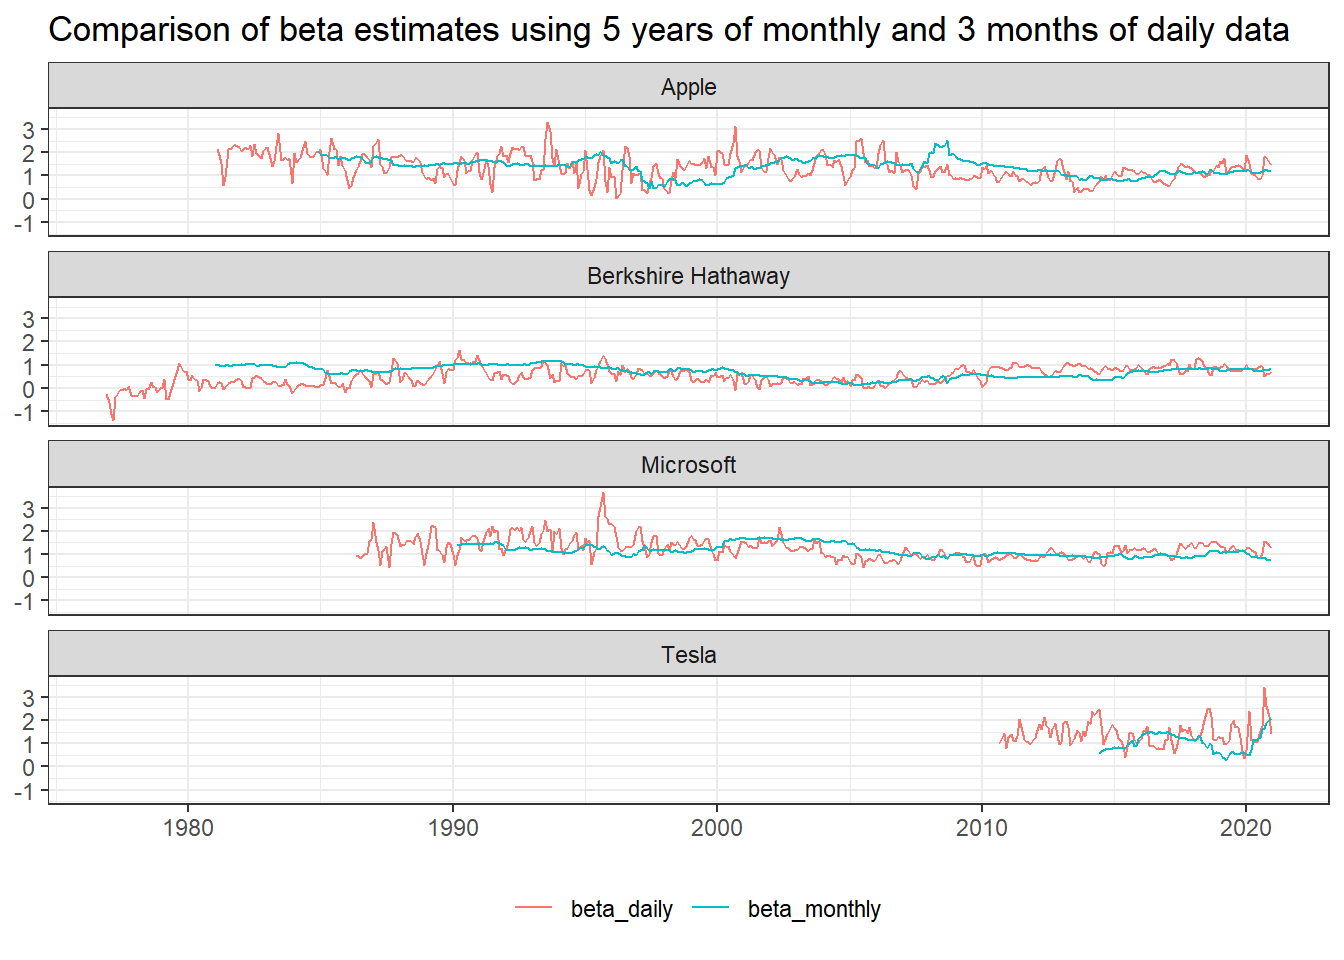 Comparison of beta estimates using 5 years of monthly and 3 months of daily data
Apple
3
2
1
0
-1
Berkshire Hathaway
3
2
1
0
-1
Microsoft
3
2
1
0
-1
Tesla
3
2
1
0
-1
1980 1990 2000 2010 2020
beta_daily beta_monthly